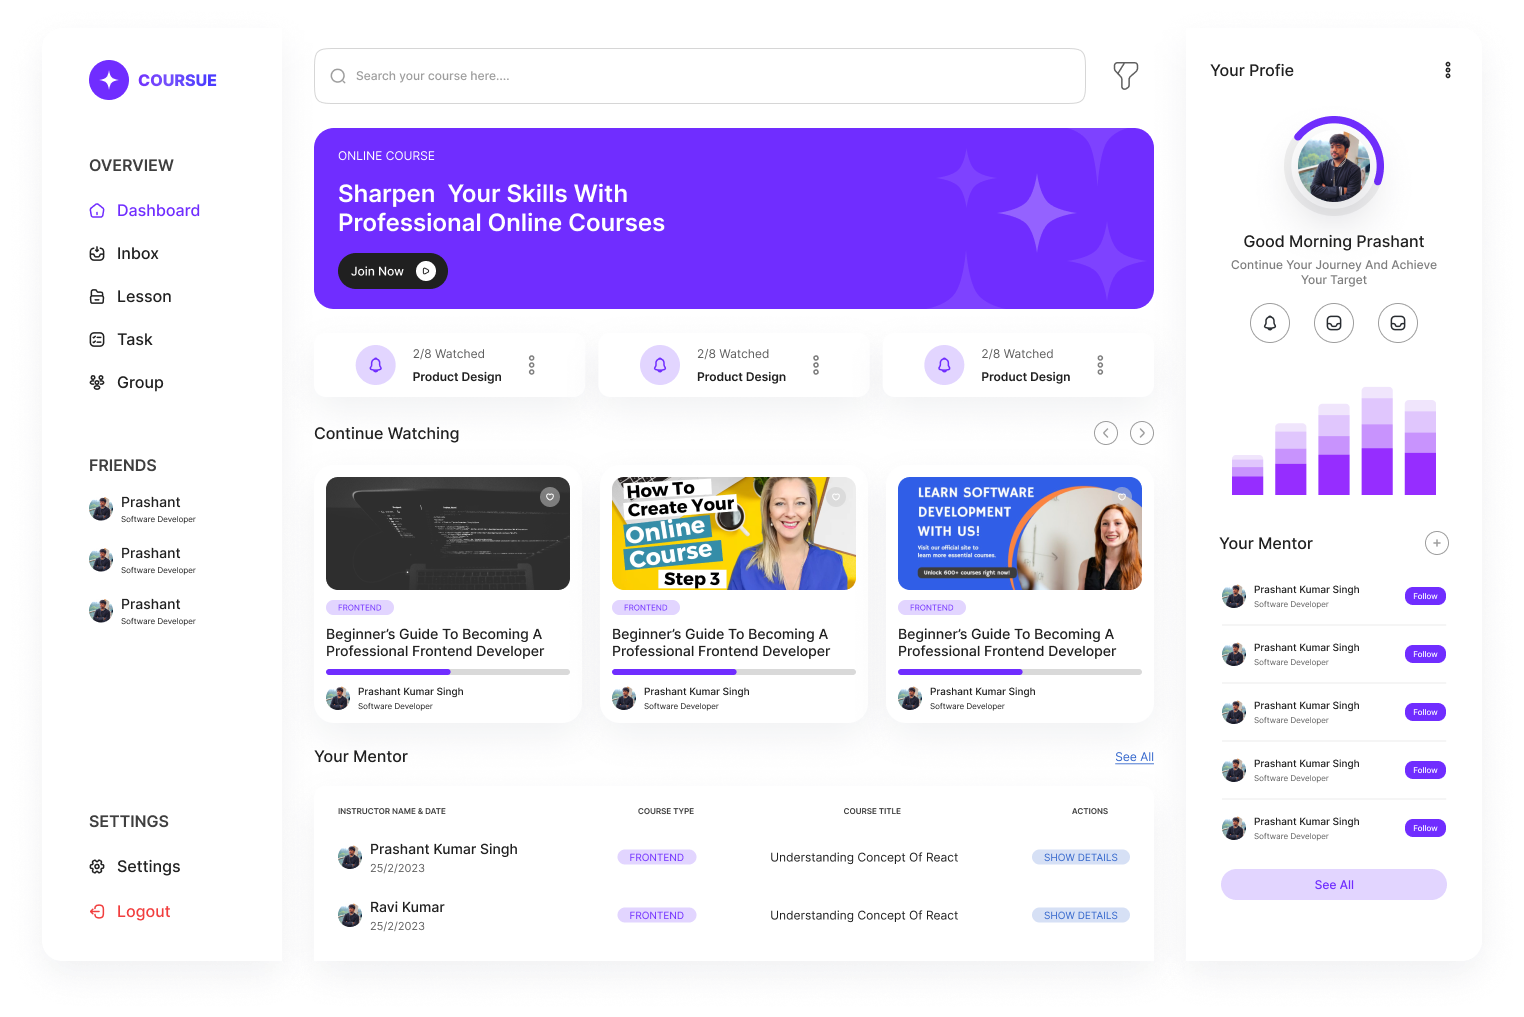 COURSUE
OVERVIEW
Dashboard
Inbox
Lesson
Task
Group
FRIENDS
Prashant
Software Developer
Prashant
Software Developer
Prashant
Software Developer
SETTINGS
Settings
Logout
Search your course here....
ONLINE COURSE
Sharpen Your Skills With
Professional Online Courses
Join Now
2/8 Watched
Product Design
2/8 Watched
Product Design
2/8 Watched
Product Design
Continue Watching
FRONTEND
Beginner’s Guide To Becoming A
Professional Frontend Developer
Prashant Kumar Singh
Software Developer
How To
Create Your
Online
Course
Step 3
FRONTEND
Beginner’s Guide To Becoming A
Professional Frontend Developer
Prashant Kumar Singh
Software Developer
LEARN SOFTWARE
DEVELOPMENT
WITH US!
Visit our official site to
learn more essential courses.
Unlock 600+ courses right now!
FRONTEND
Beginner’s Guide To Becoming A
Professional Frontend Developer
Prashant Kumar Singh
Software Developer
Your Mentor
See All
INSTRUCTOR NAME & DATE COURSE TYPE COURSE TITLE ACTIONS
Prashant Kumar Singh
25/2/2023
FRONTEND
Understanding Concept Of React
SHOW DETAILS
Ravi Kumar
25/2/2023
FRONTEND
Understanding Concept Of React
SHOW DETAILS
Your Profie
Good Morning Prashant
Continue Your Journey And Achieve
Your Target
Your Mentor
Prashant Kumar Singh
Software Developer
Follow
Prashant Kumar Singh
Software Developer
Follow
Prashant Kumar Singh
Software Developer
Follow
Prashant Kumar Singh
Software Developer
Follow
Prashant Kumar Singh
Software Developer
Follow
See All